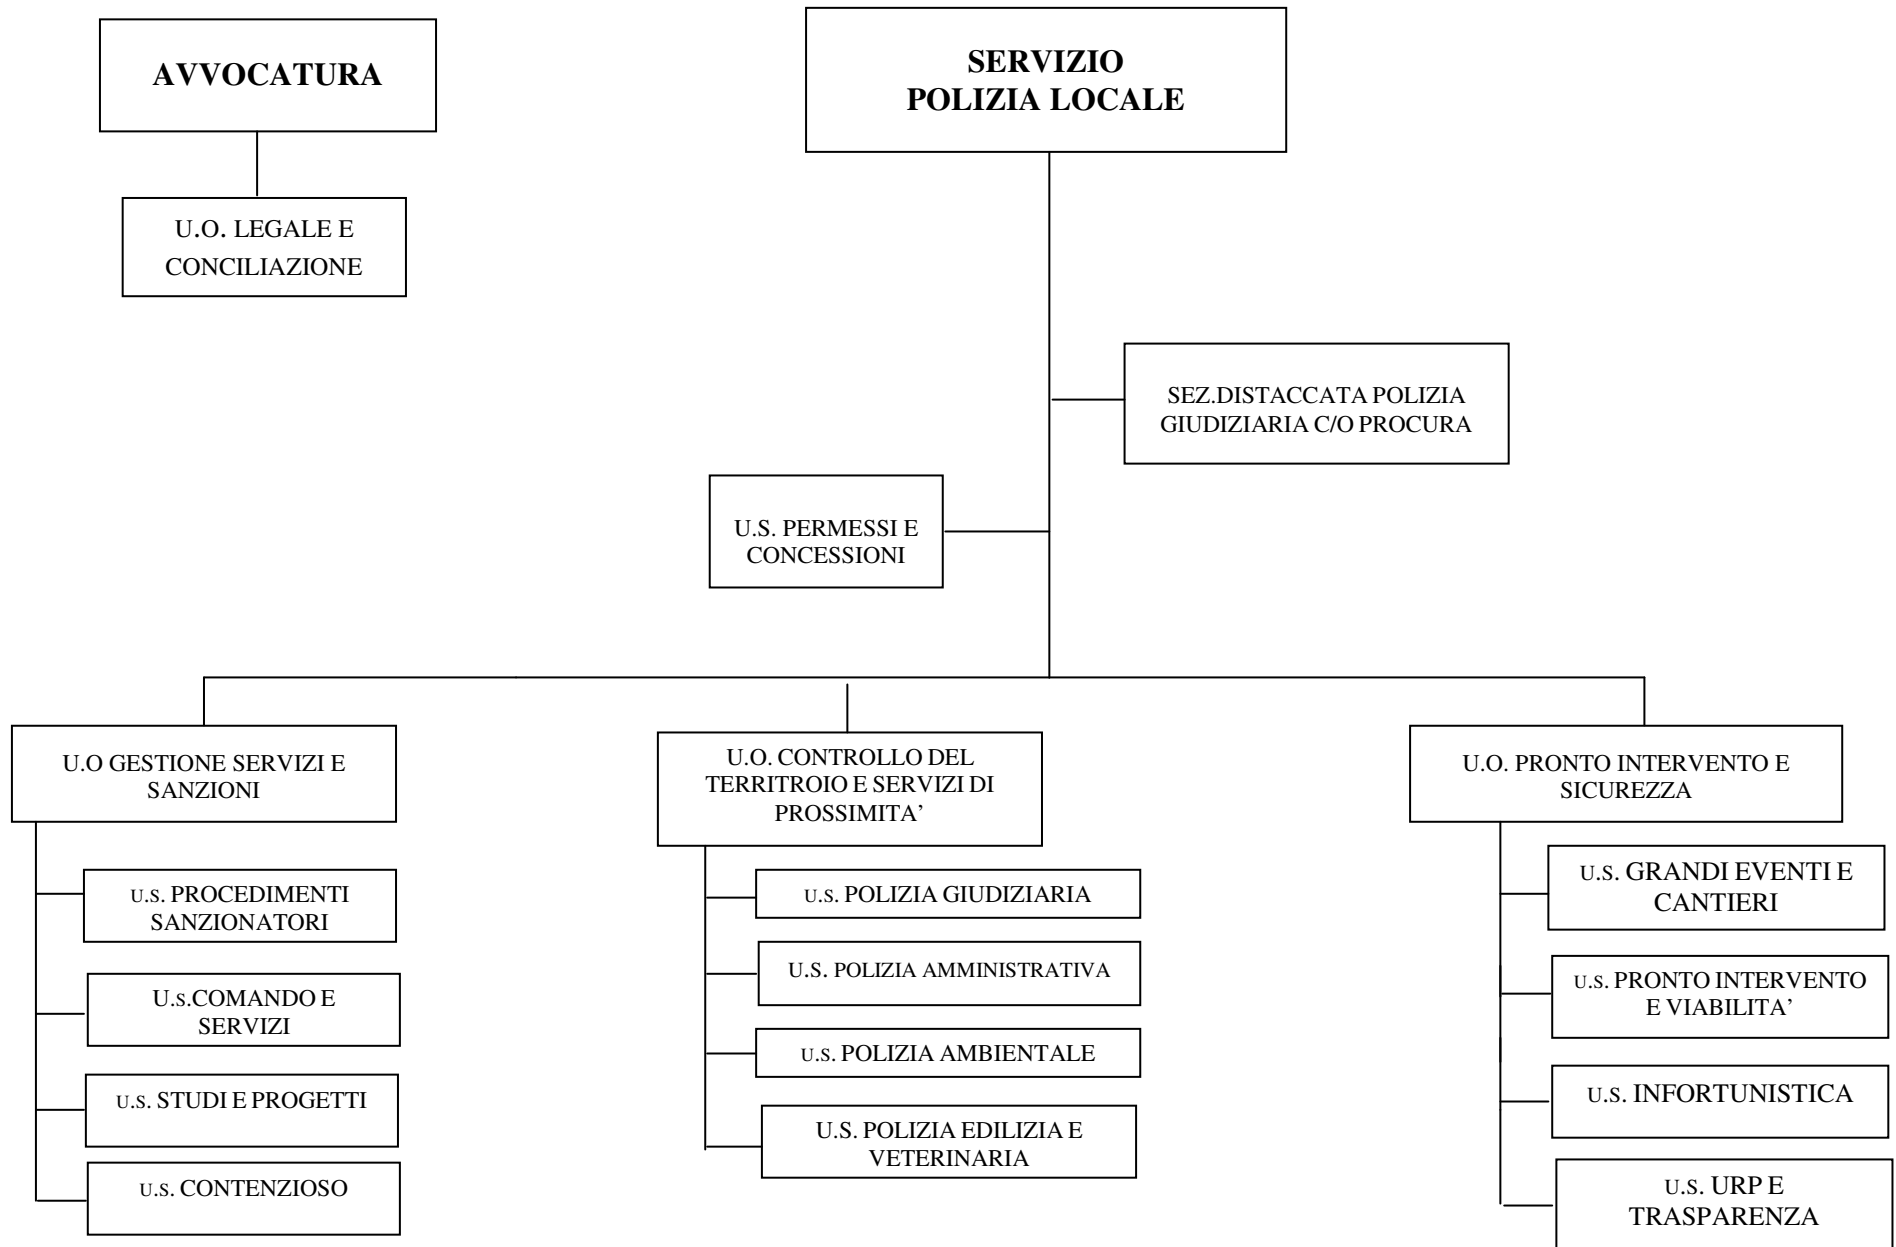 AVVOCATURA
SERVIZIO
POLIZIA LOCALE
U.O. LEGALE E
CONCILIAZIONE
SEZ.DISTACCATA POLIZIA
GIUDIZIARIA C/O PROCURA
U.S. PERMESSI E
CONCESSIONI
U.O GESTIONE SERVIZI E
SANZIONI
U.S. PROCEDIMENTI
SANZIONATORI
U.S.COMANDO E
SERVIZI
U.S. STUDI E PROGETTI
U.S. CONTENZIOSO
U.O. CONTROLLO DEL
TERRITROIO E SERVIZI DI
PROSSIMITA’
U.S. POLIZIA GIUDIZIARIA
U.S. POLIZIA AMMINISTRATIVA
U.S. POLIZIA AMBIENTALE
U.S. POLIZIA EDILIZIA E
VETERINARIA
U.O. PRONTO INTERVENTO E
SICUREZZA
U.S. GRANDI EVENTI E
CANTIERI
U.S. PRONTO INTERVENTO
E VIABILITA’
U.S. INFORTUNISTICA
U.S. URP E
TRASPARENZA